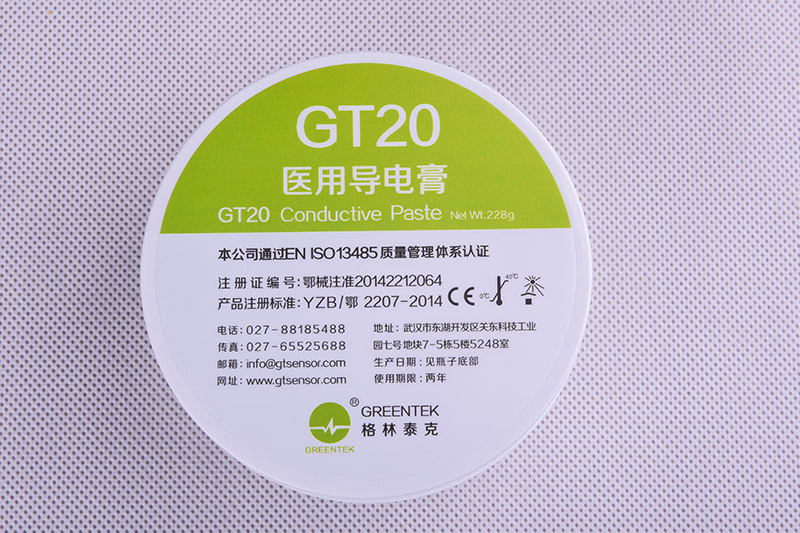 GT20
医用导电膏
GT20 Conductive Paste Net Wt.228g
本公司通过EN ISO13485质量管理体系认证
注册证编号:鄂械注准20142212064
产品注册标准:YZB/鄂 2207-2014
CE
0℃
40℃
电话:027-88185488
传真:027-65525688
邮箱:info@gtsensor.com
网址:www.gtsensor.com
地址:武汉市东湖开发区关东科技工业
园七号地块7-5栋5楼5248室
生产日期:见瓶子底部
使用期限:两年
®
GREENTEK
GREENTEK
格林泰克